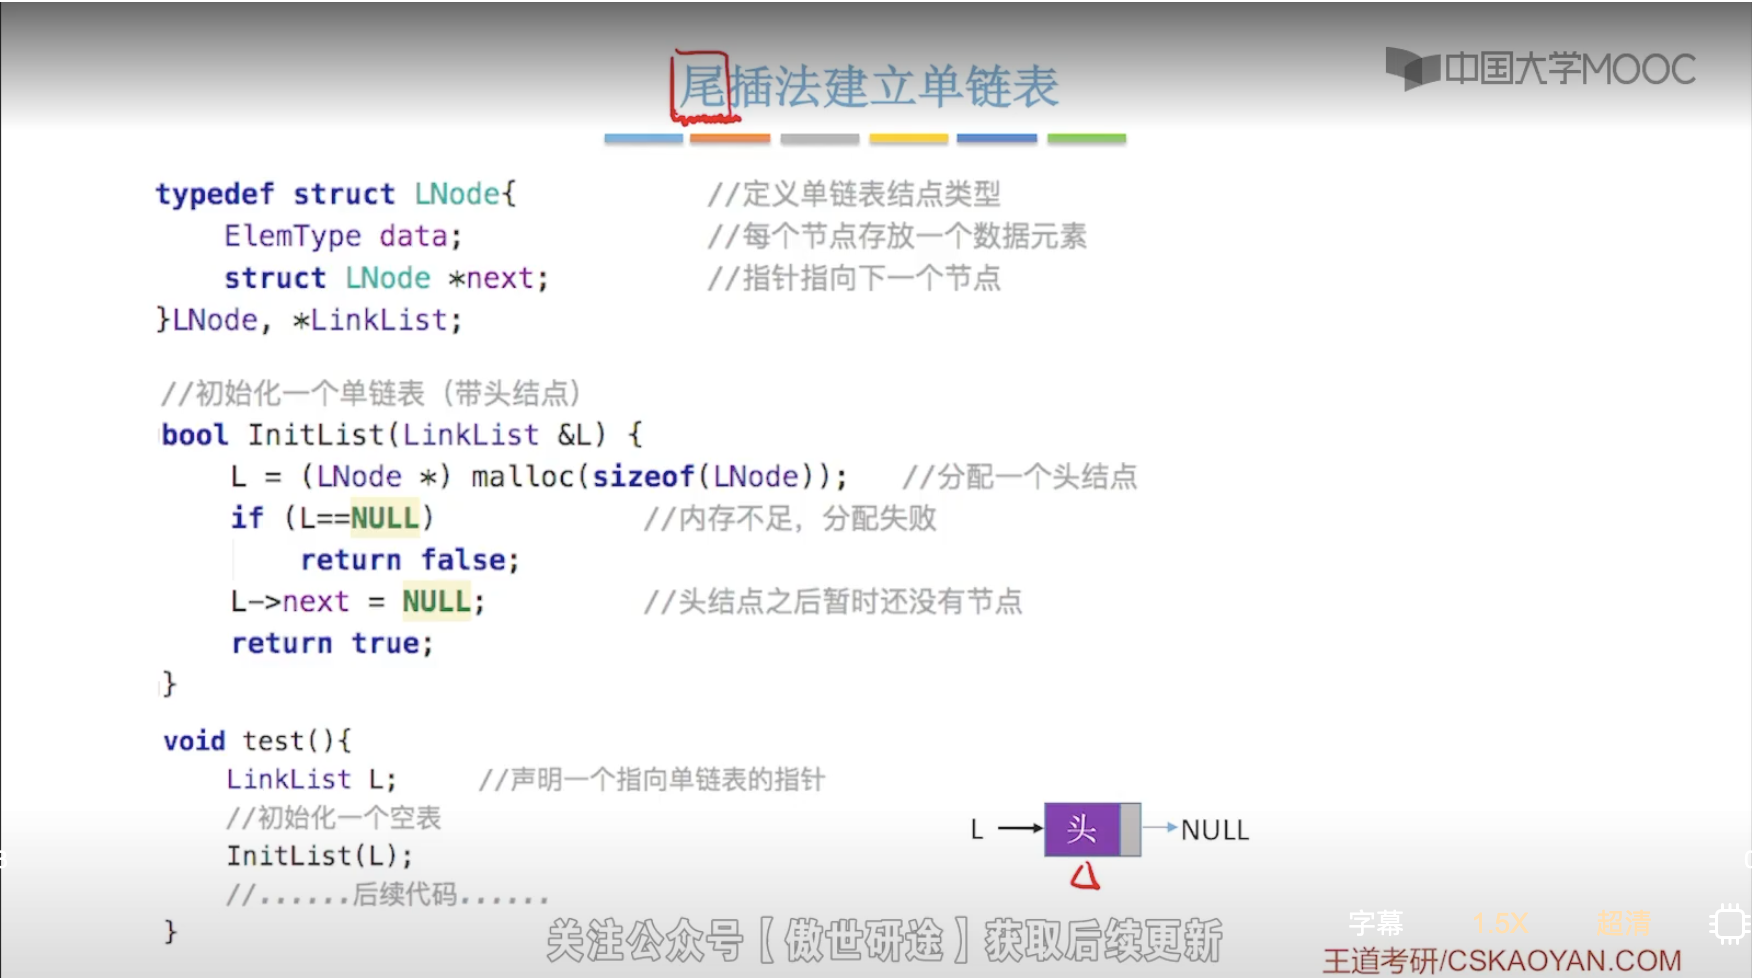 尾插法建立单链表
中国大学MOOC
typedef struct LNode{ //定义单链表结点类型
ElemType data; //每个节点存放一个数据元素
struct LNode *next; //指针指向下一个节点
}LNode, *LinkList;
//初始化一个单链表（带头结点）
bool InitList(LinkList &L) {
L = (LNode *) malloc(sizeof(LNode)); //分配一个头结点
if (L==NULL) //内存不足，分配失败
return false;
L->next = NULL; //头结点之后暂时还没有节点
return true;
}
void test(){
LinkList L; //声明一个指向单链表的指针
//初始化一个空表
InitList(L);
//......后续代码......
}
L 头 NULL
关注公众号【傲世研途】获取后续更新
字幕 1.5X 超清
王道考研/CSKAOYAN.COM